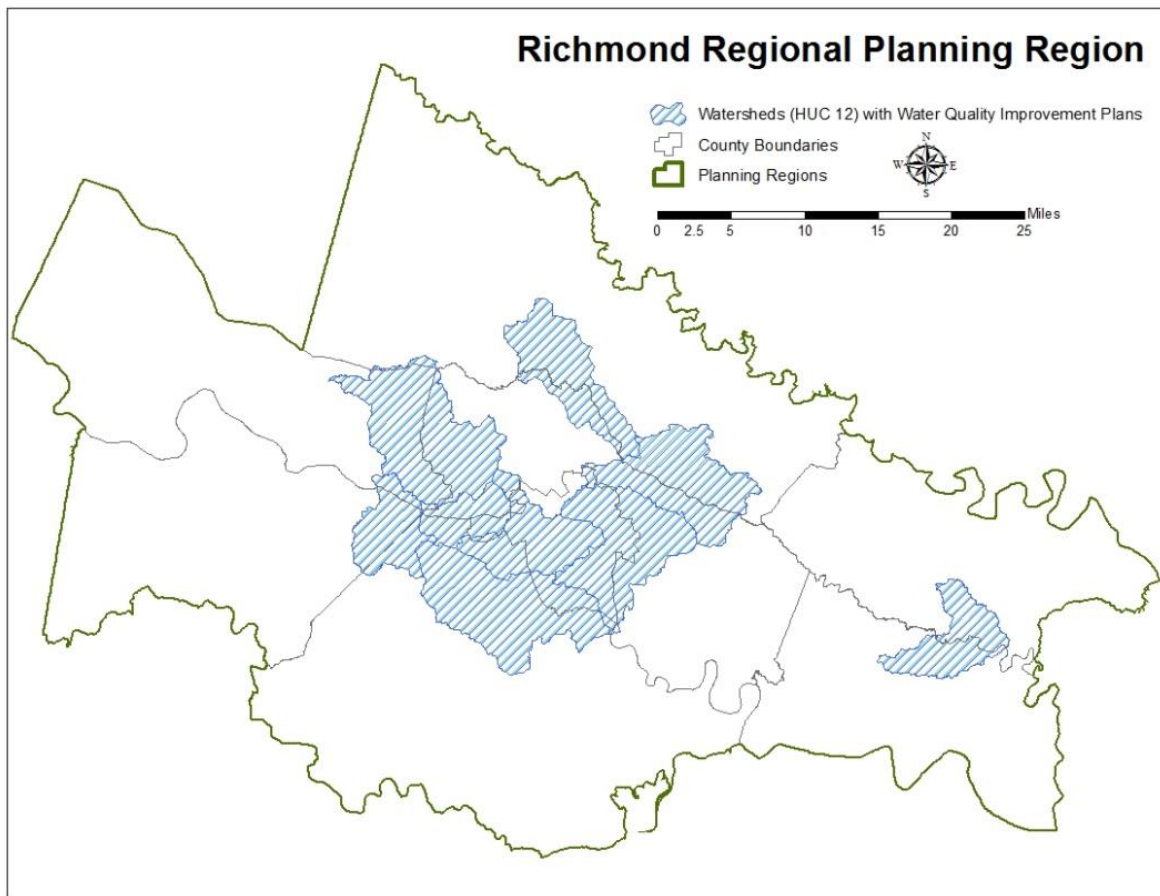 Richmond Regional Planning Region
Watersheds (HUC 12) with Water Quality Improvement Plans
County Boundaries
Planning Regions
N
W E
S
Miles
0 2.5 5 10 15 20 25